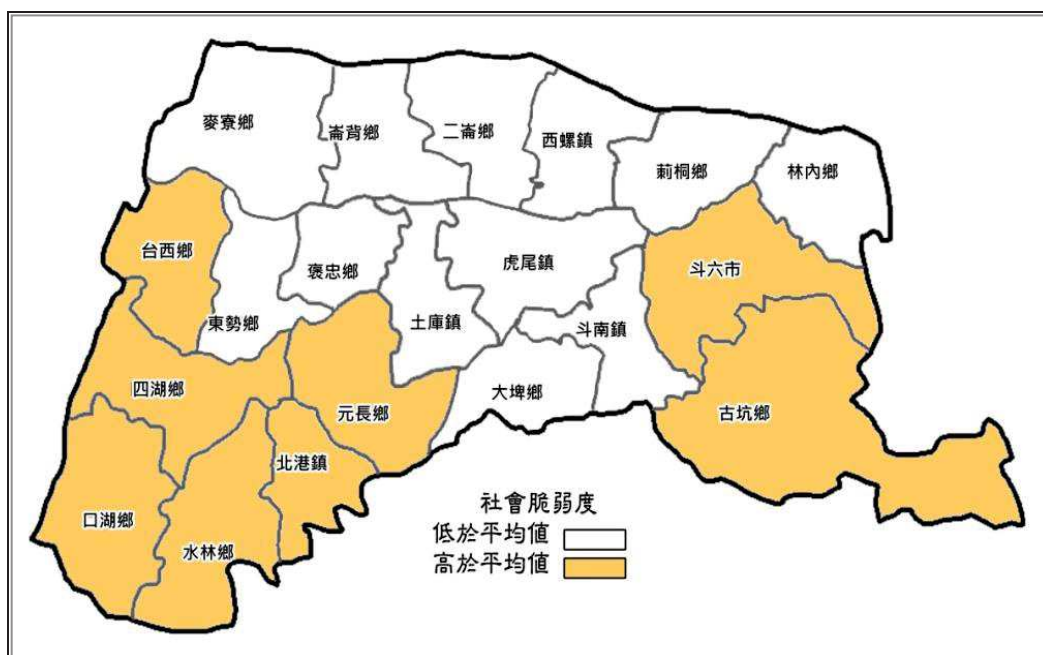 麥寮鄉
崙背鄉
二崙鄉
西螺鎮
莿桐鄉
林內鄉
台西鄉
東勢鄉
褒忠鄉
土庫鎮
虎尾鎮
斗南鎮
斗六市
四湖鄉
元長鄉
大埤鄉
古坑鄉
口湖鄉
水林鄉
北港鎮
社會脆弱度
低於平均值
高於平均值